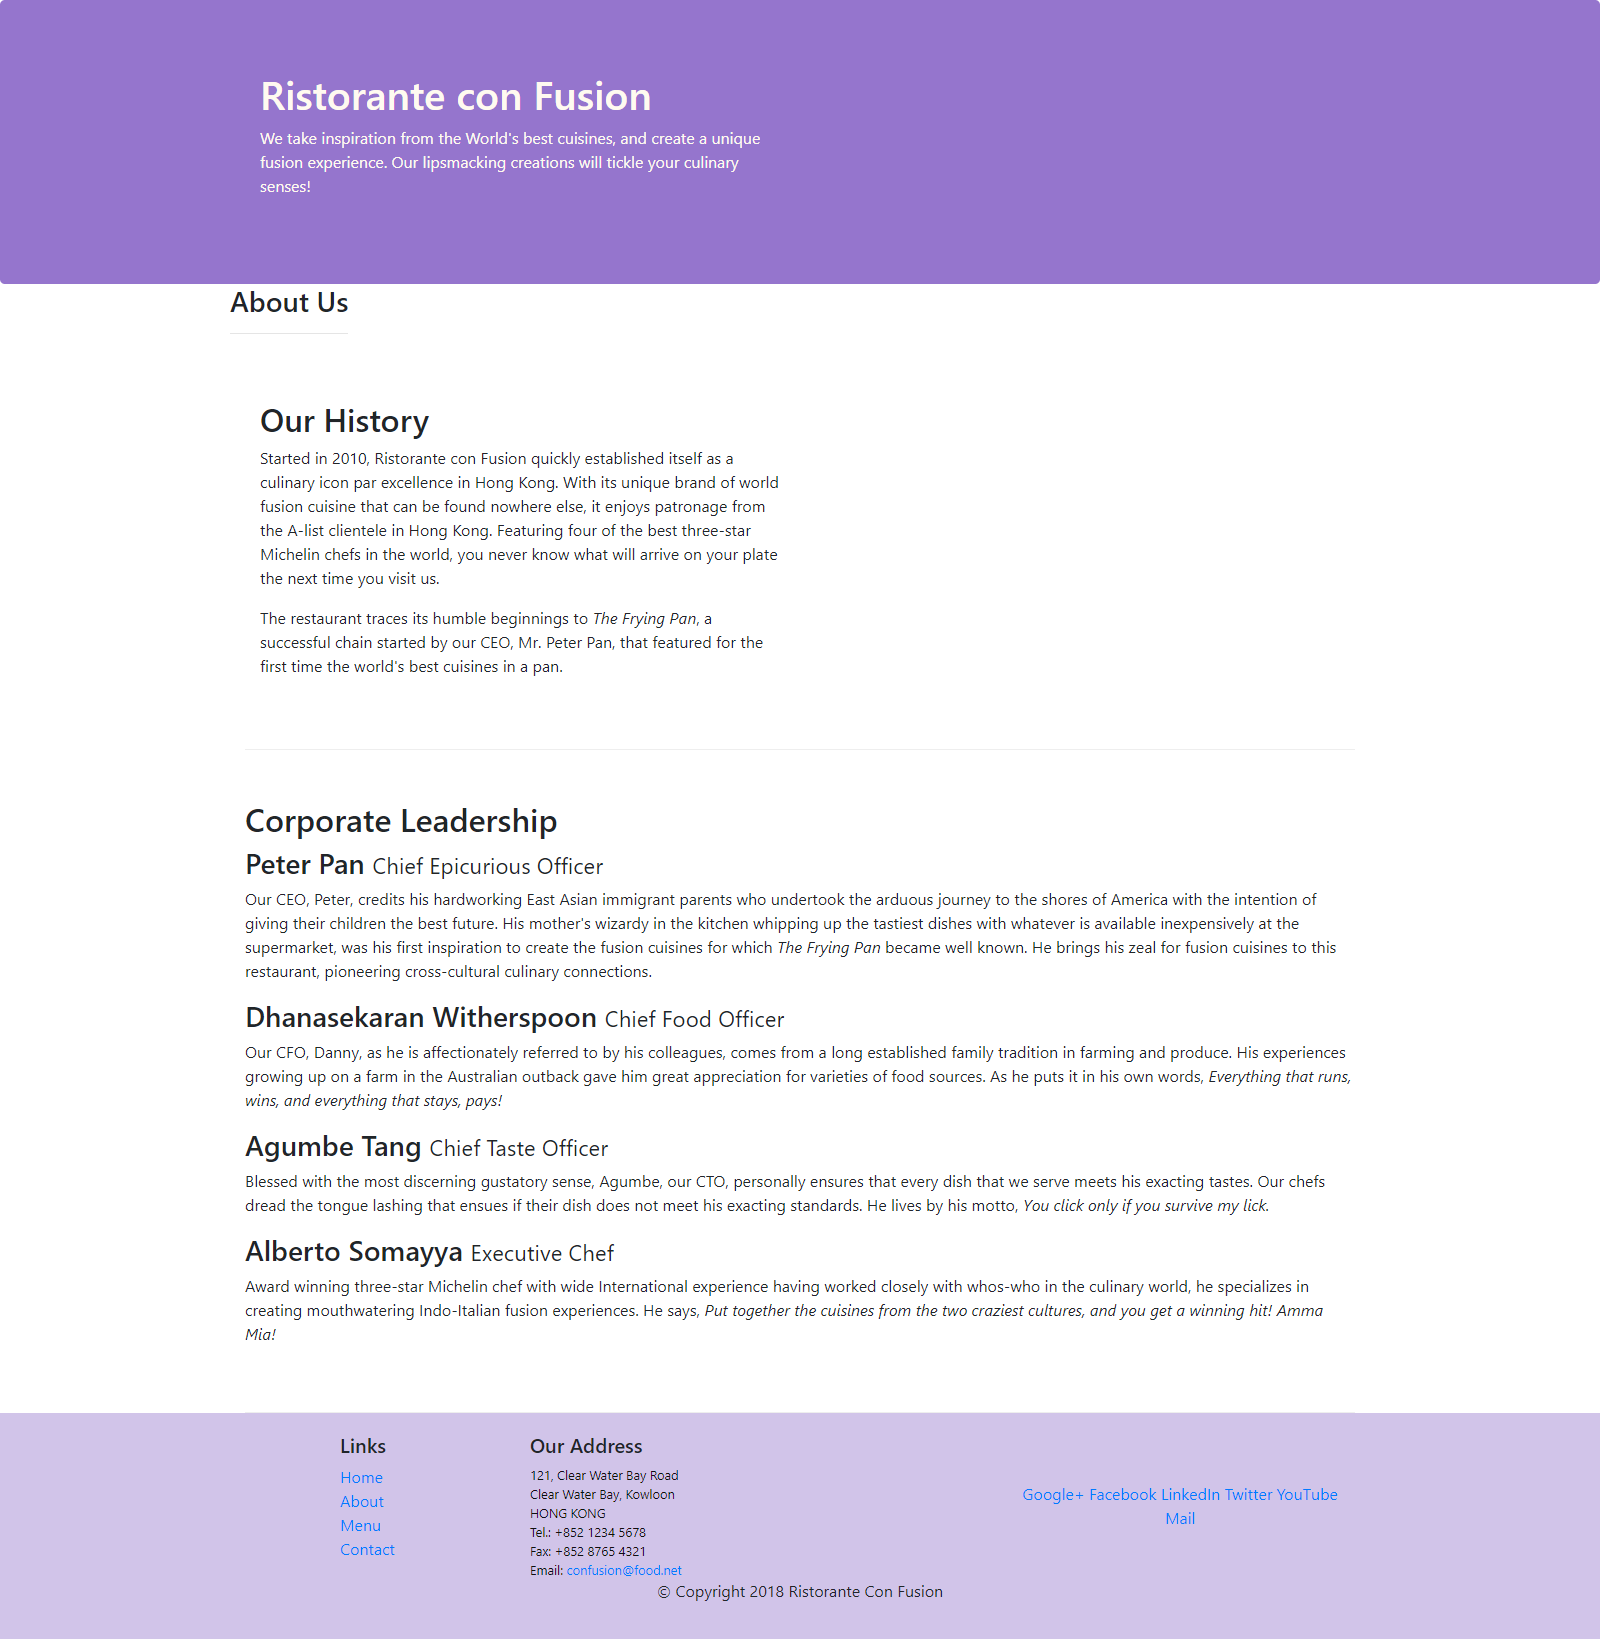 Ristorante con Fusion
We take inspiration from the World's best cuisines, and create a unique
fusion experience. Our lipsmacking creations will tickle your culinary
senses!
About Us
Our History
Started in 2010, Ristorante con Fusion quickly established itself as a
culinary icon par excellence in Hong Kong. With its unique brand of world
fusion cuisine that can be found nowhere else, it enjoys patronage from
the A-list clientele in Hong Kong. Featuring four of the best three-star
Michelin chefs in the world, you never know what will arrive on your plate
the next time you visit us.
The restaurant traces its humble beginnings to The Frying Pan, a
successful chain started by our CEO, Mr. Peter Pan, that featured for the
first time the world's best cuisines in a pan.
Corporate Leadership
Peter Pan Chief Epicurious Officer
Our CEO, Peter, credits his hardworking East Asian immigrant parents who undertook the arduous journey to the shores of America with the intention of
giving their children the best future. His mother's wizardy in the kitchen whipping up the tastiest dishes with whatever is available inexpensively at the
supermarket, was his first inspiration to create the fusion cuisines for which The Frying Pan became well known. He brings his zeal for fusion cuisines to this
restaurant, pioneering cross-cultural culinary connections.
Dhanasekaran Witherspoon Chief Food Officer
Our CFO, Danny, as he is affectionately referred to by his colleagues, comes from a long established family tradition in farming and produce. His experiences
growing up on a farm in the Australian outback gave him great appreciation for varieties of food sources. As he puts it in his own words, Everything that runs,
wins, and everything that stays, pays!
Agumbe Tang Chief Taste Officer
Blessed with the most discerning gustatory sense, Agumbe, our CTO, personally ensures that every dish that we serve meets his exacting tastes. Our chefs
dread the tongue lashing that ensues if their dish does not meet his exacting standards. He lives by his motto, You click only if you survive my lick.
Alberto Somayya Executive Chef
Award winning three-star Michelin chef with wide International experience having worked closely with whos-who in the culinary world, he specializes in
creating mouthwatering Indo-Italian fusion experiences. He says, Put together the cuisines from the two craziest cultures, and you get a winning hit! Amma
Mia!
Links
Home
About
Menu
Contact
Our Address
121, Clear Water Bay Road
Clear Water Bay, Kowloon
HONG KONG
Tel.: +852 1234 5678
Fax: +852 8765 4321
Email: confusion@food.net
Google+ Facebook LinkedIn Twitter YouTube
Mail
© Copyright 2018 Ristorante Con Fusion